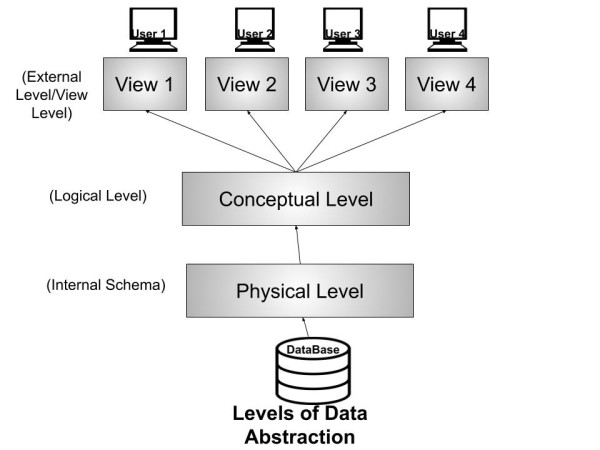 User 1 User 2 User 3 User 4
(External
Level/View
Level)
View 1 View 2 View 3 View 4
(Logical Level)
Conceptual Level
(Internal Schema)
Physical Level
DataBase
Levels of Data
Abstraction